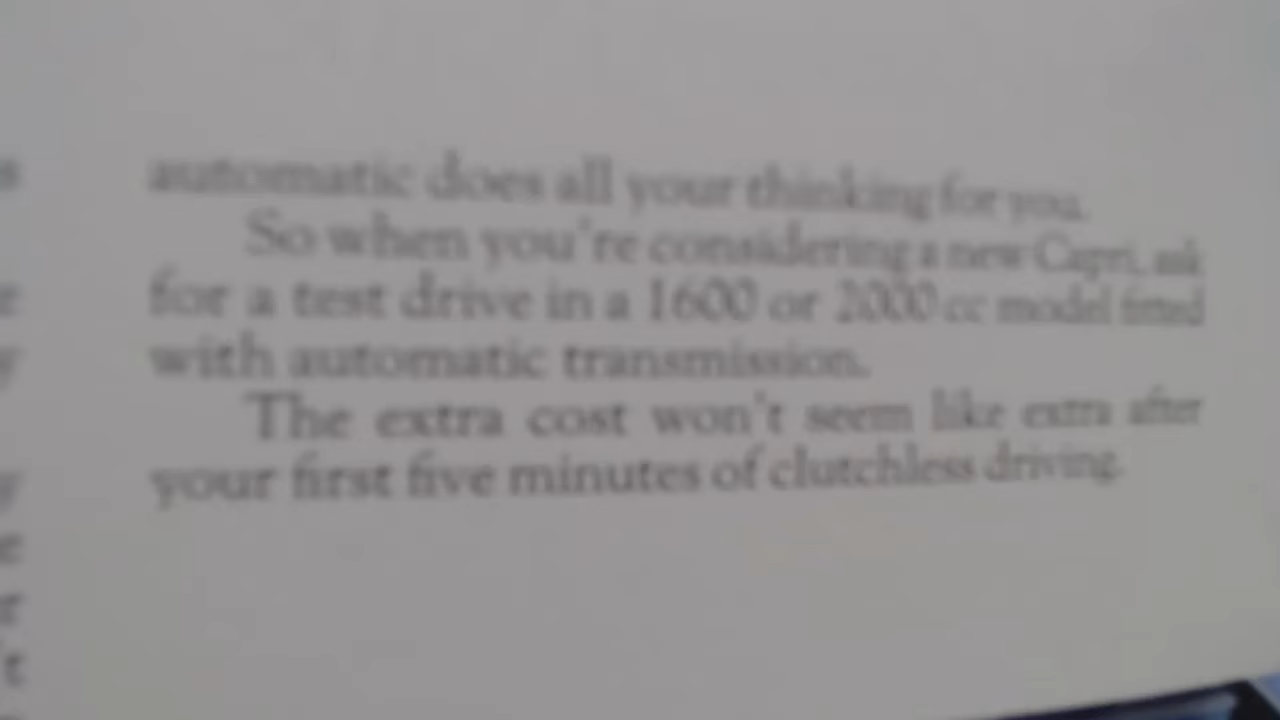 automatic does all your thinking for you.
So when you're considering a new Capri, ask
for a test drive in a 1600 or 2000 cc model fitted
with automatic transmission.
The extra cost won't seem like extra after
your first five minutes of clutchless driving.